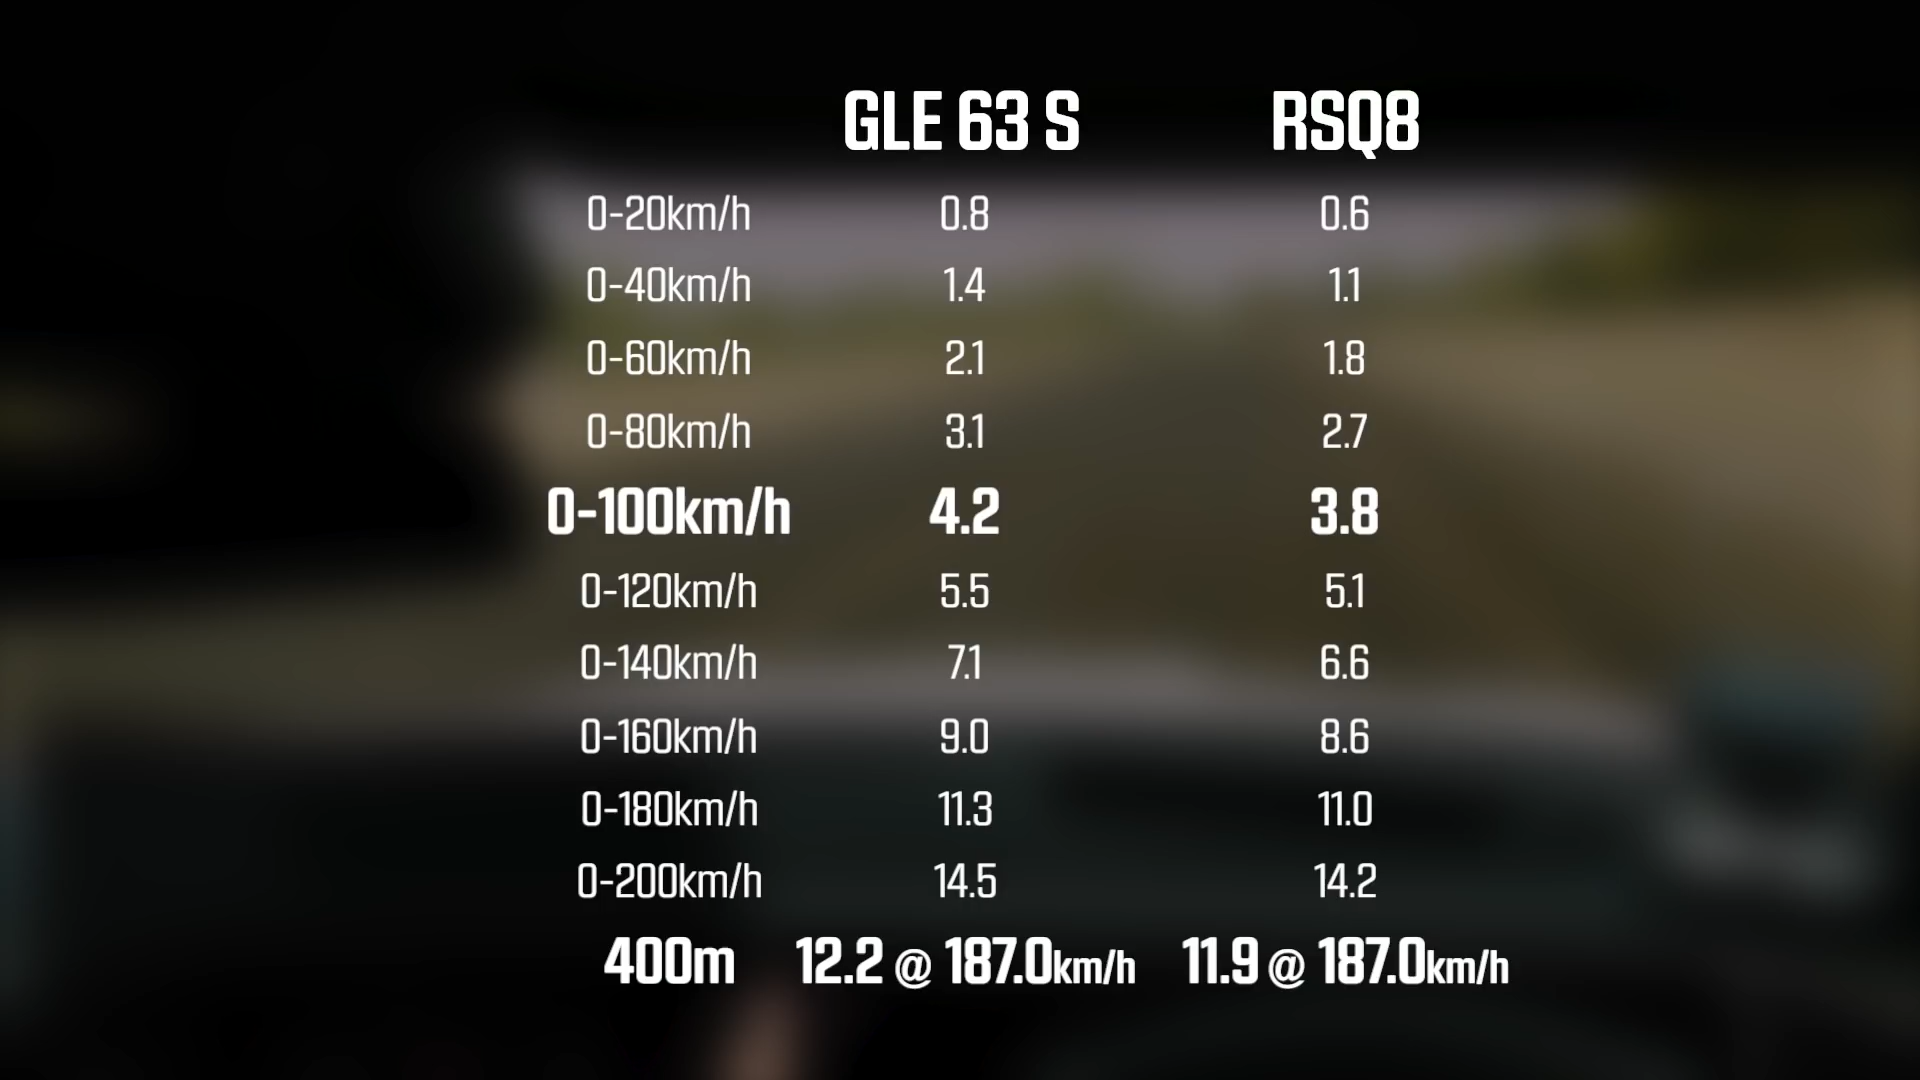 GLE 63 S RSQ8
0-20km/h 0.8 0.6
0-40km/h 1.4 1.1
0-60km/h 2.1 1.8
0-80km/h 3.1 2.7
0-100km/h 4.2 3.8
0-120km/h 5.5 5.1
0-140km/h 7.1 6.6
0-160km/h 9.0 8.6
0-180km/h 11.3 11.0
0-200km/h 14.5 14.2
400m 12.2 @ 187.0km/h 11.9 @ 187.0km/h